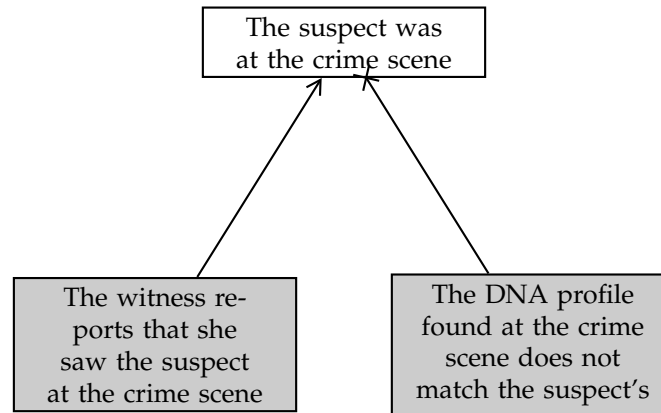 The suspect was
at the crime scene
The witness re-
ports that she
saw the suspect
at the crime scene
The DNA profile
found at the crime
scene does not
match the suspect's